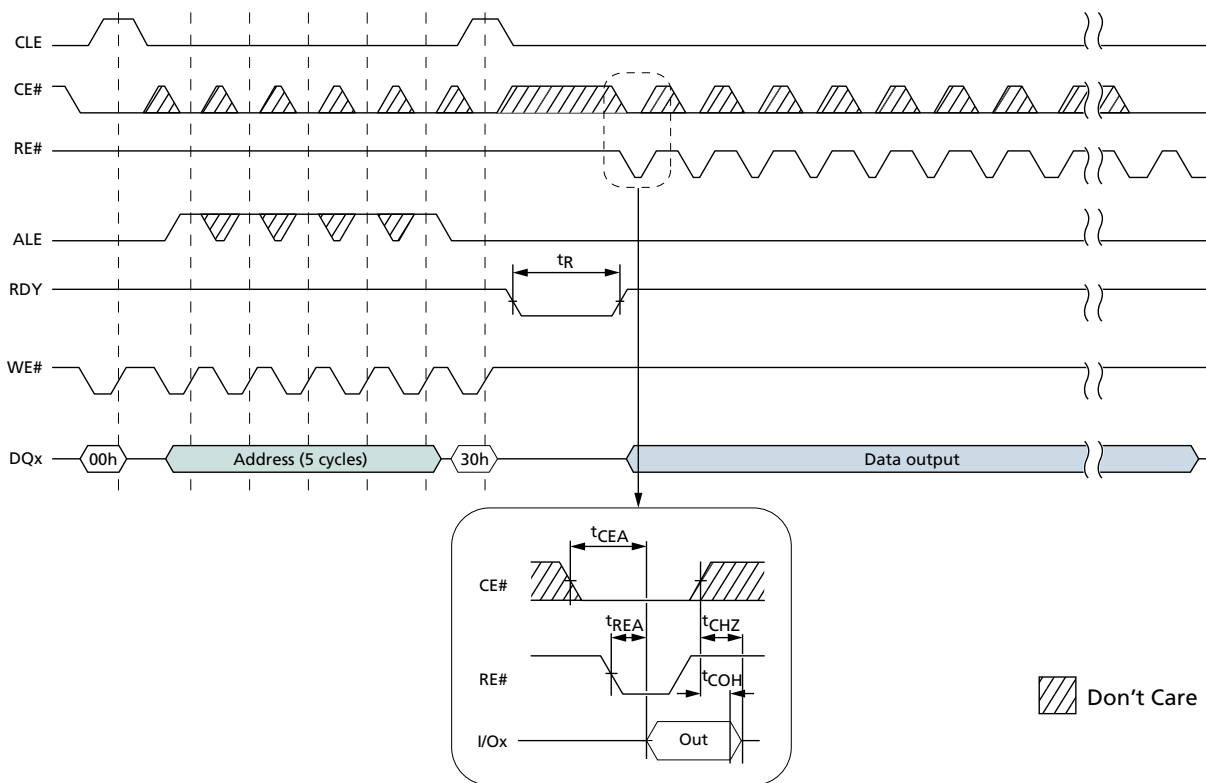 CLE
CE#
RE#
ALE
tR
RDY
WE#
DQx
00h
Address (5 cycles)
30h
Data output
tCEA
CE#
tREA
tCHZ
RE#
tCOH
I/Ox
Out
Don't Care